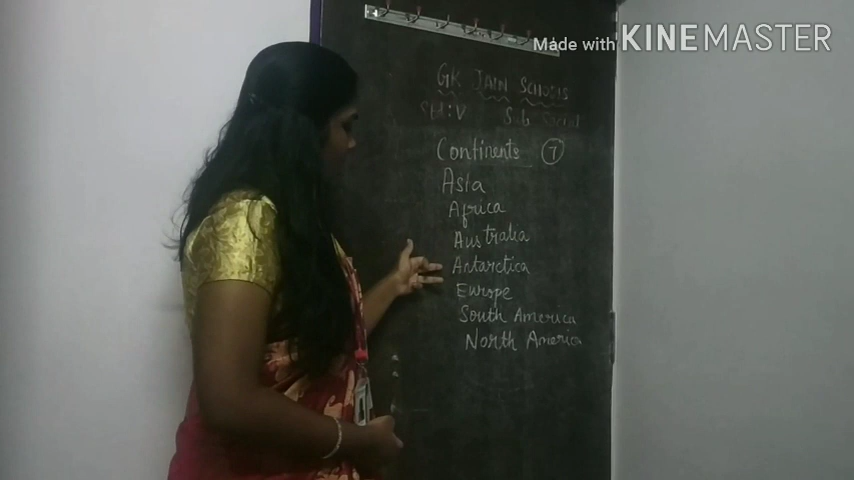 Made with KINEMASTER
GK JAIN SCHOOLS
Std: V Sub Social
Continents 7
Asia
Africa
Australia
Antarctica
Europe
South America
North America